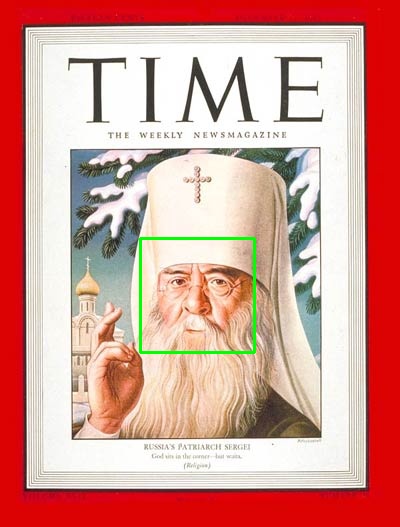 TIME
THE WEEKLY NEWSMAGAZINE
RUSSIA'S PATRIARCH SERGEI
God sits in the corner—but waits.
(Religion)